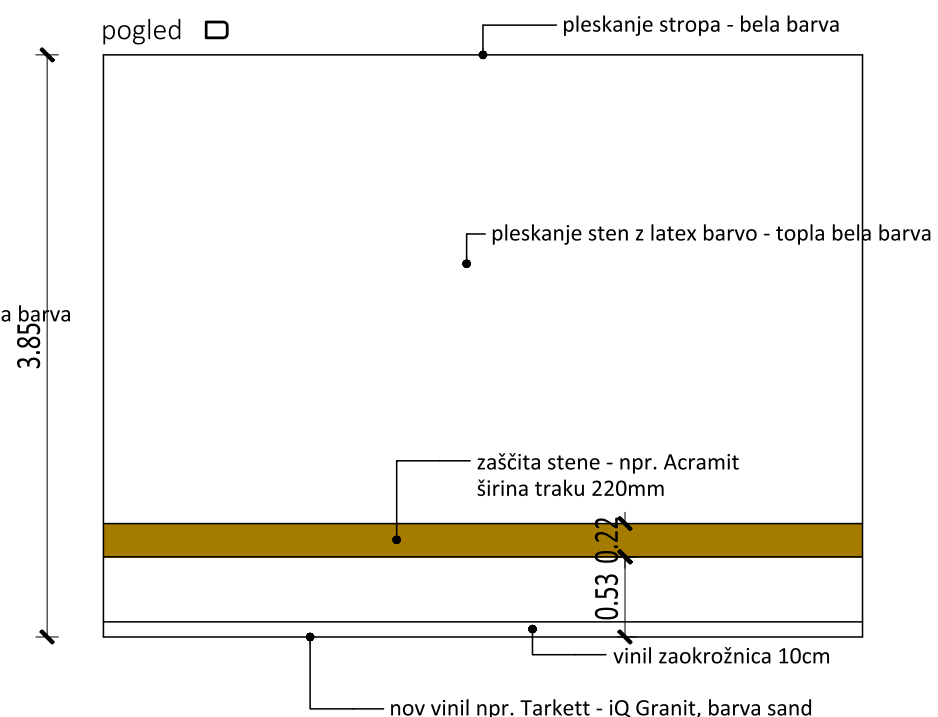 pogled
pleskanje stropa - bela barva
pleskanje sten z latex barvo - topla bela barva
a barva
3.85
zaščita stene - npr. Acramit
širina traku 220mm
0.22
0.53
vinil zaokrožnica 10cm
nov vinil npr. Tarkett - iQ Granit, barva sand